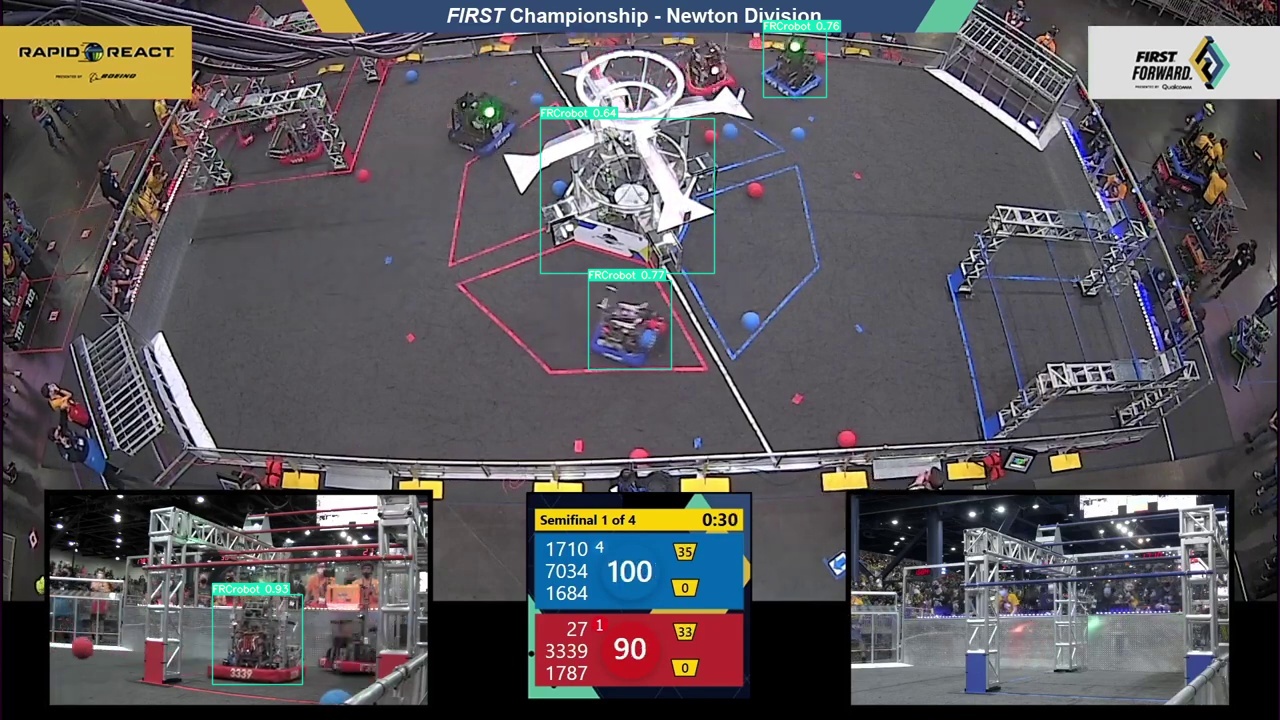 FIRST Championship - Newton Division
FRCrobot 0.76
RAPID REACT
PRESENTED BY BOEING
FIRST
FORWARD
PRESENTED BY Qualcomm
FRCrobot 0.64
FRCrobot 0.77
FRCrobot 0.93
3339
Semifinal 1 of 4 0:30
1710 4
7034
1684
100
35
0
27 1
3339
1787
90
33
0